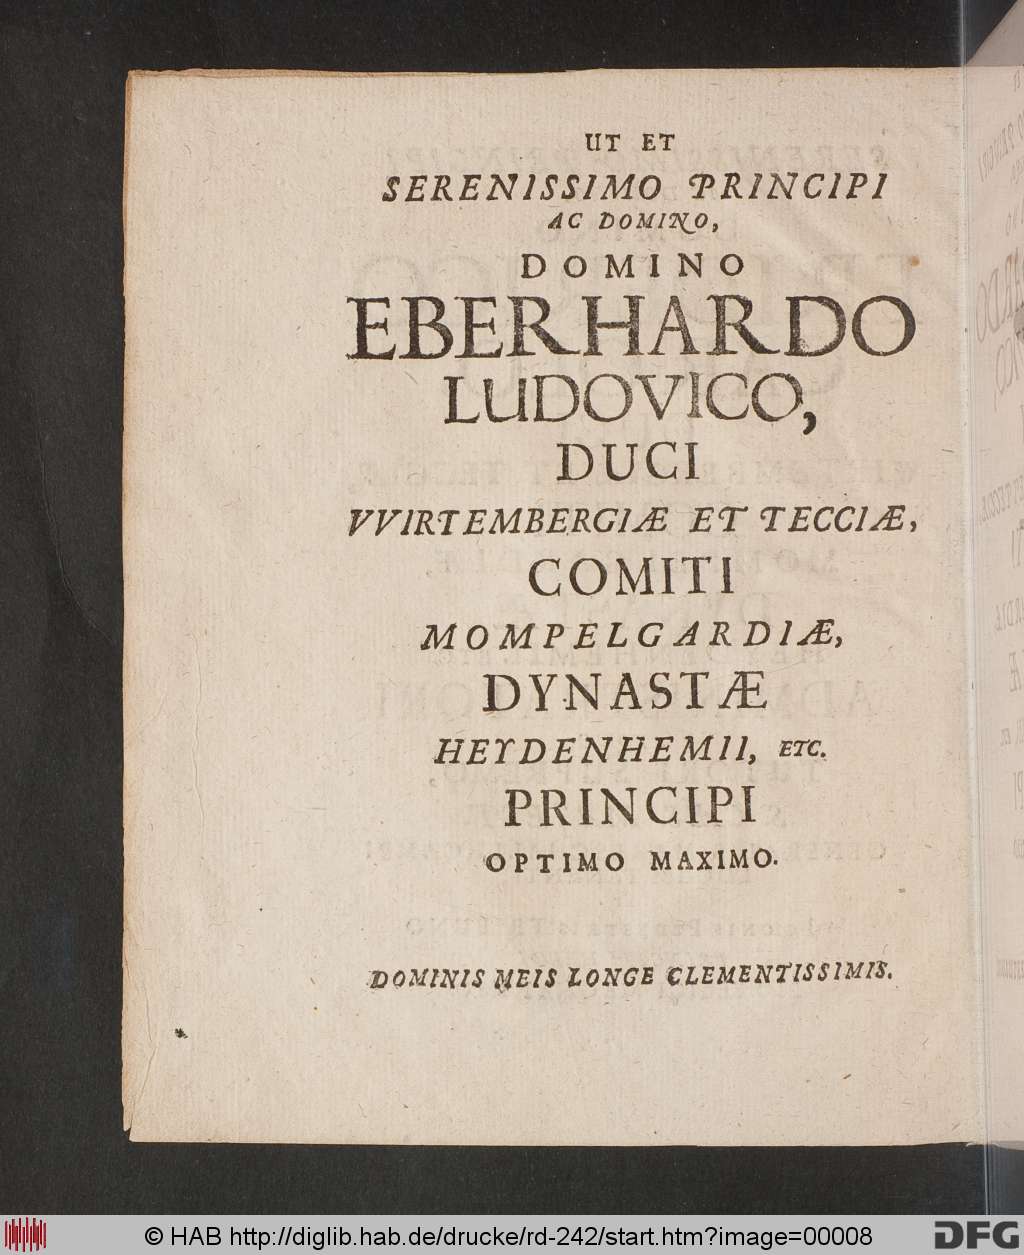 UT ET
SERENISSIMO PRINCIPI
AC DOMINO,
DOMINO
EBERHARDO
LUDOVICO,
DUCI
VVIRTEMBERGIÆ ET TECCIÆ,
COMITI
MOMPELGARDIÆ,
DYNASTÆ
HEYDENHEMII, ETC.
PRINCIPI
OPTIMO MAXIMO.
DOMINIS MEIS LONGE CLEMENTISSIMIS.
© HAB http://diglib.hab.de/drucke/rd-242/start.htm?image=00008
DFG